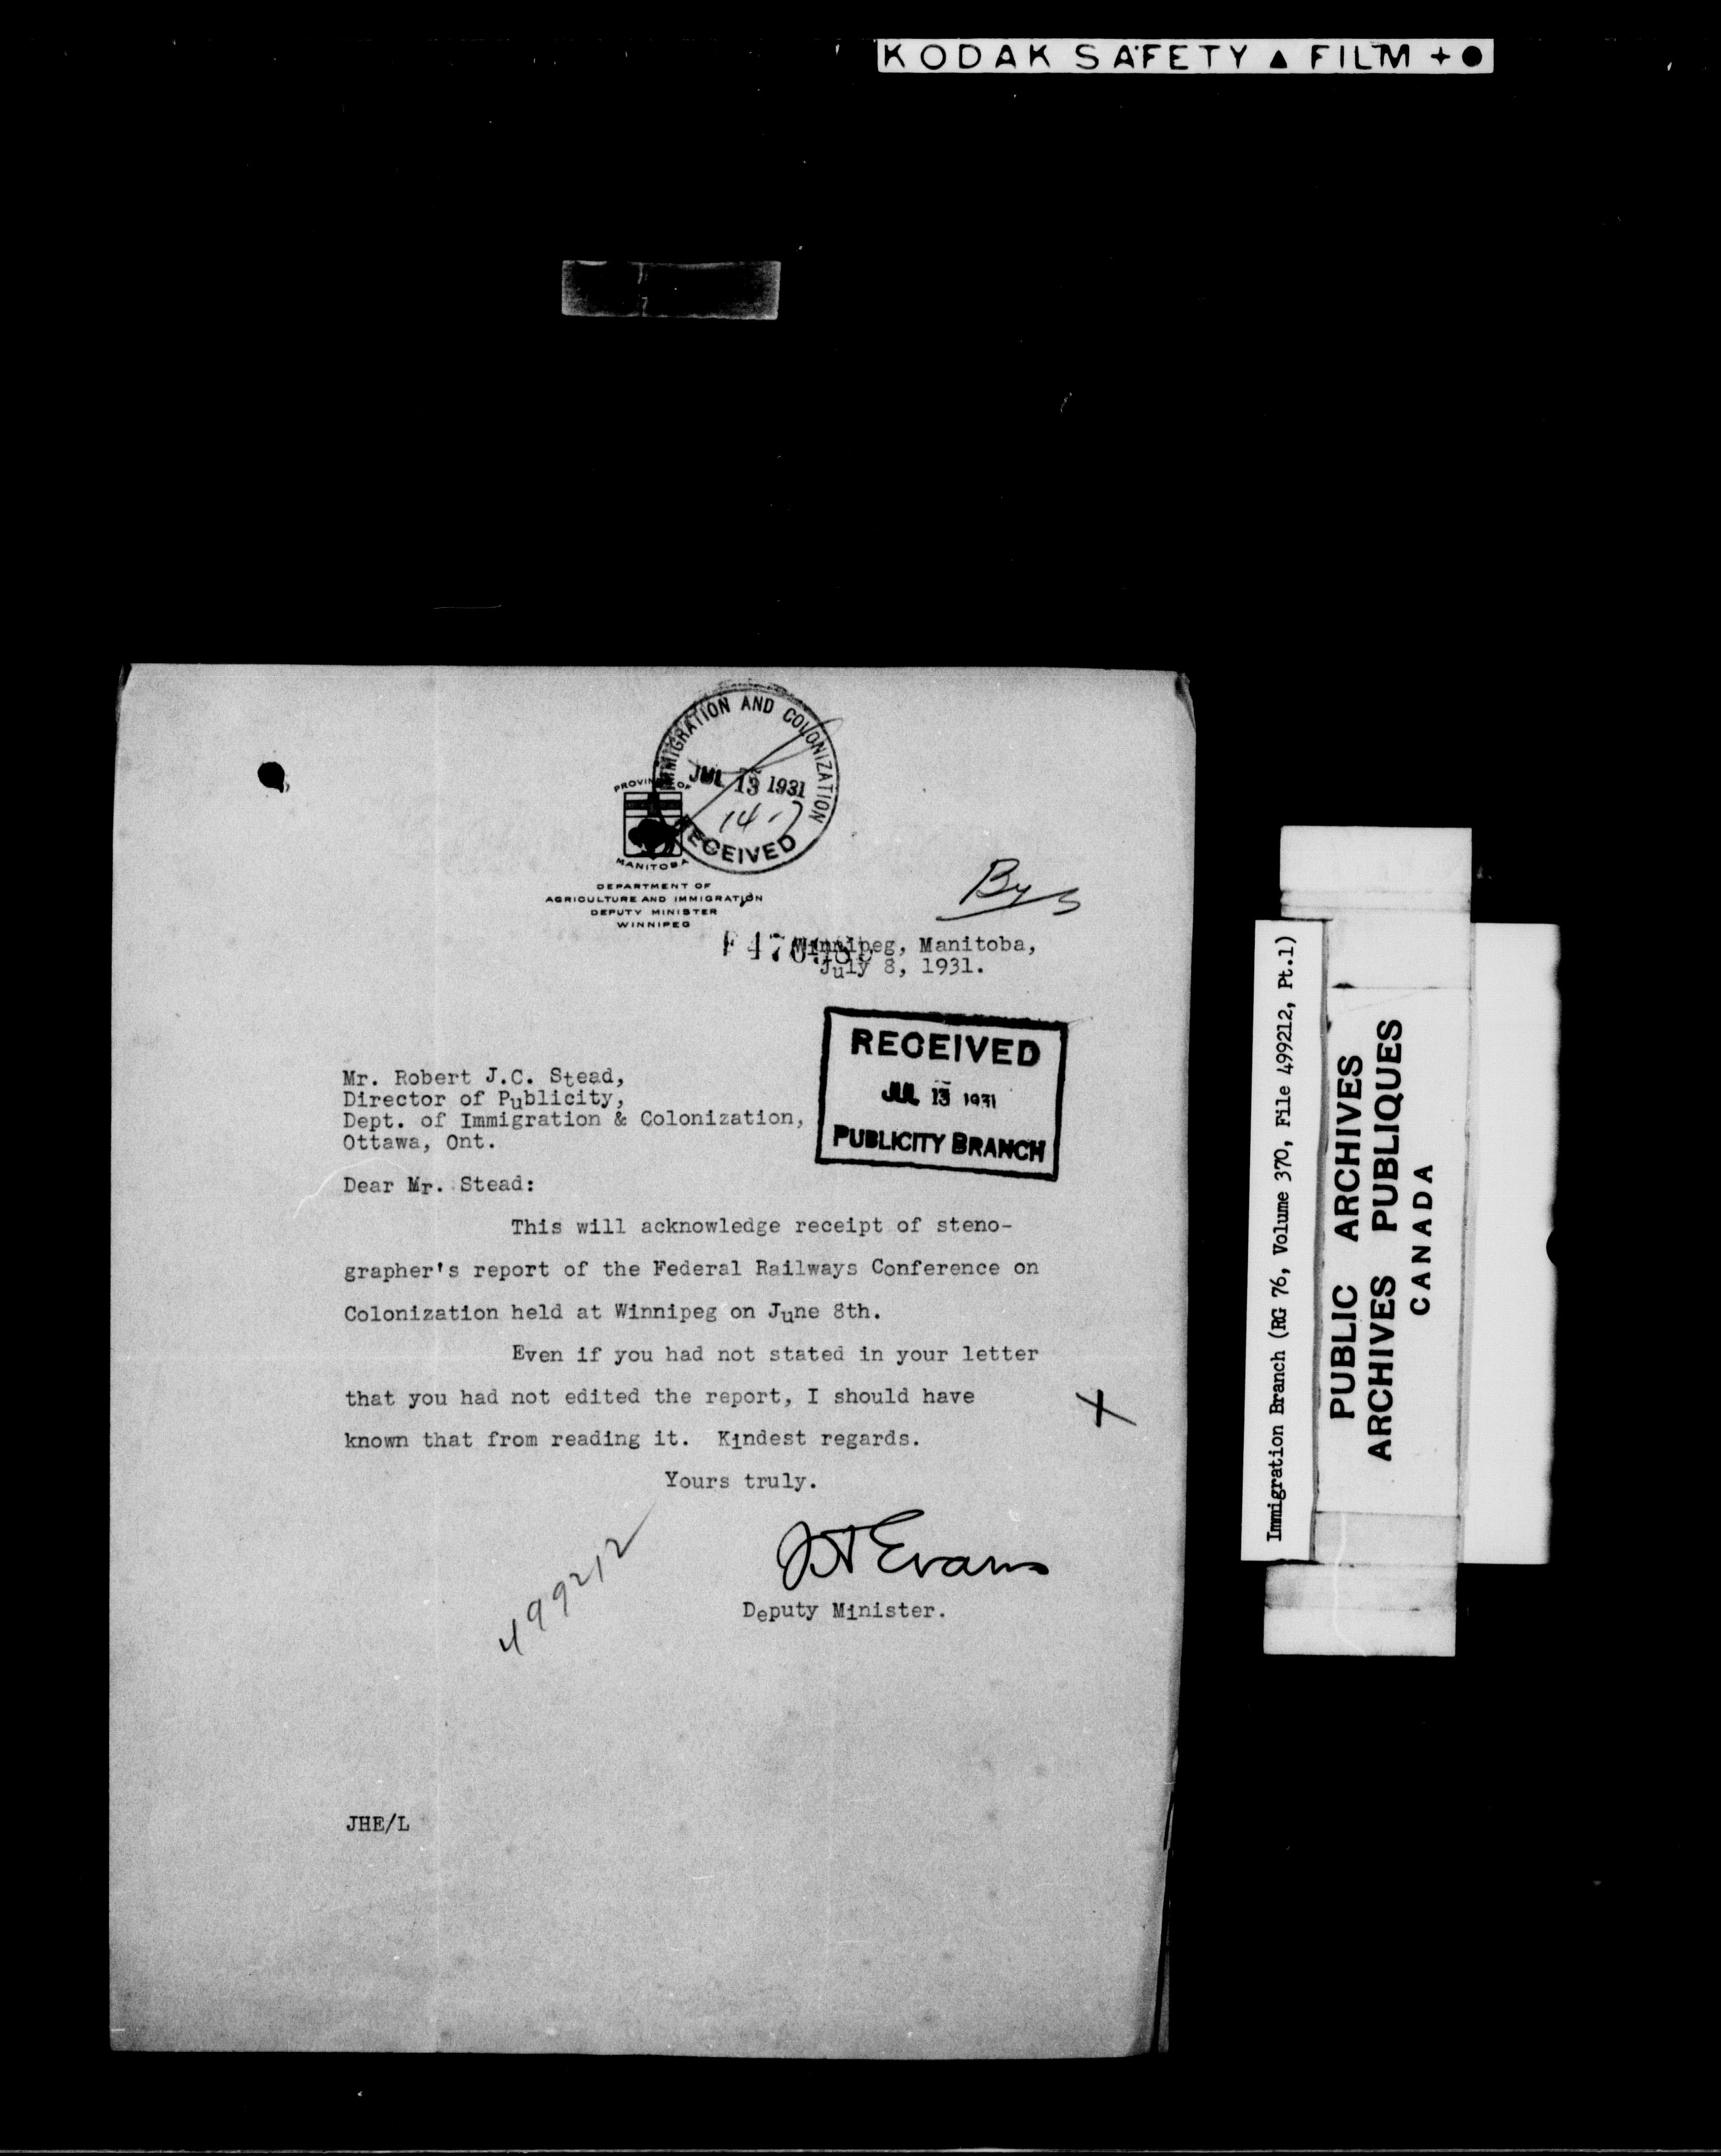 KODAK SAFETY ▲ FILM + ●
IMMIGRATION AND COLONIZATION
JUL 13 1931
14.7
RECEIVED
PROVINCE OF
MANITOBA
DEPARTMENT OF
AGRICULTURE AND IMMIGRATION
DEPUTY MINISTER
WINNIPEG
Winnipeg, Manitoba,
July 8, 1931.
RECEIVED
JUL 13 1931
PUBLICITY BRANCH
Mr. Robert J.C. Stead,
Director of Publicity,
Dept. of Immigration & Colonization,
Ottawa, Ont.
Dear Mr. Stead:
This will acknowledge receipt of steno-
grapher's report of the Federal Railways Conference on
Colonization held at Winnipeg on June 8th.
Even if you had not stated in your letter
that you had not edited the report, I should have
known that from reading it. Kindest regards.
Yours truly.
JH Evans
Deputy Minister.
499212
JHE/L
Immigration Branch (RG 76, Volume 370, File 499212, Pt.1)
PUBLIC ARCHIVES
ARCHIVES PUBLIQUES
CANADA